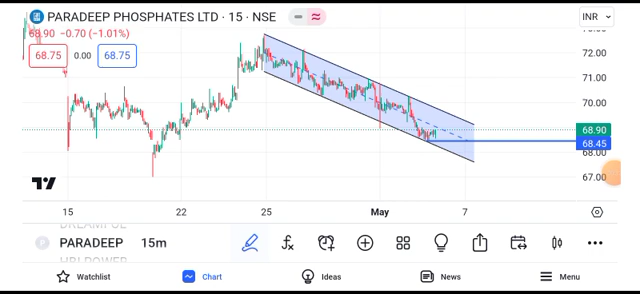 PARADEEP PHOSPHATES LTD · 15 · NSE
INR
68.90 −0.70 (−1.01%)
68.75 0.00 68.75
72.00
71.00
70.00
68.90
68.45
68.00
67.00
15 22 25 May 7
P PARADEEP 15m
Watchlist Chart Ideas News Menu